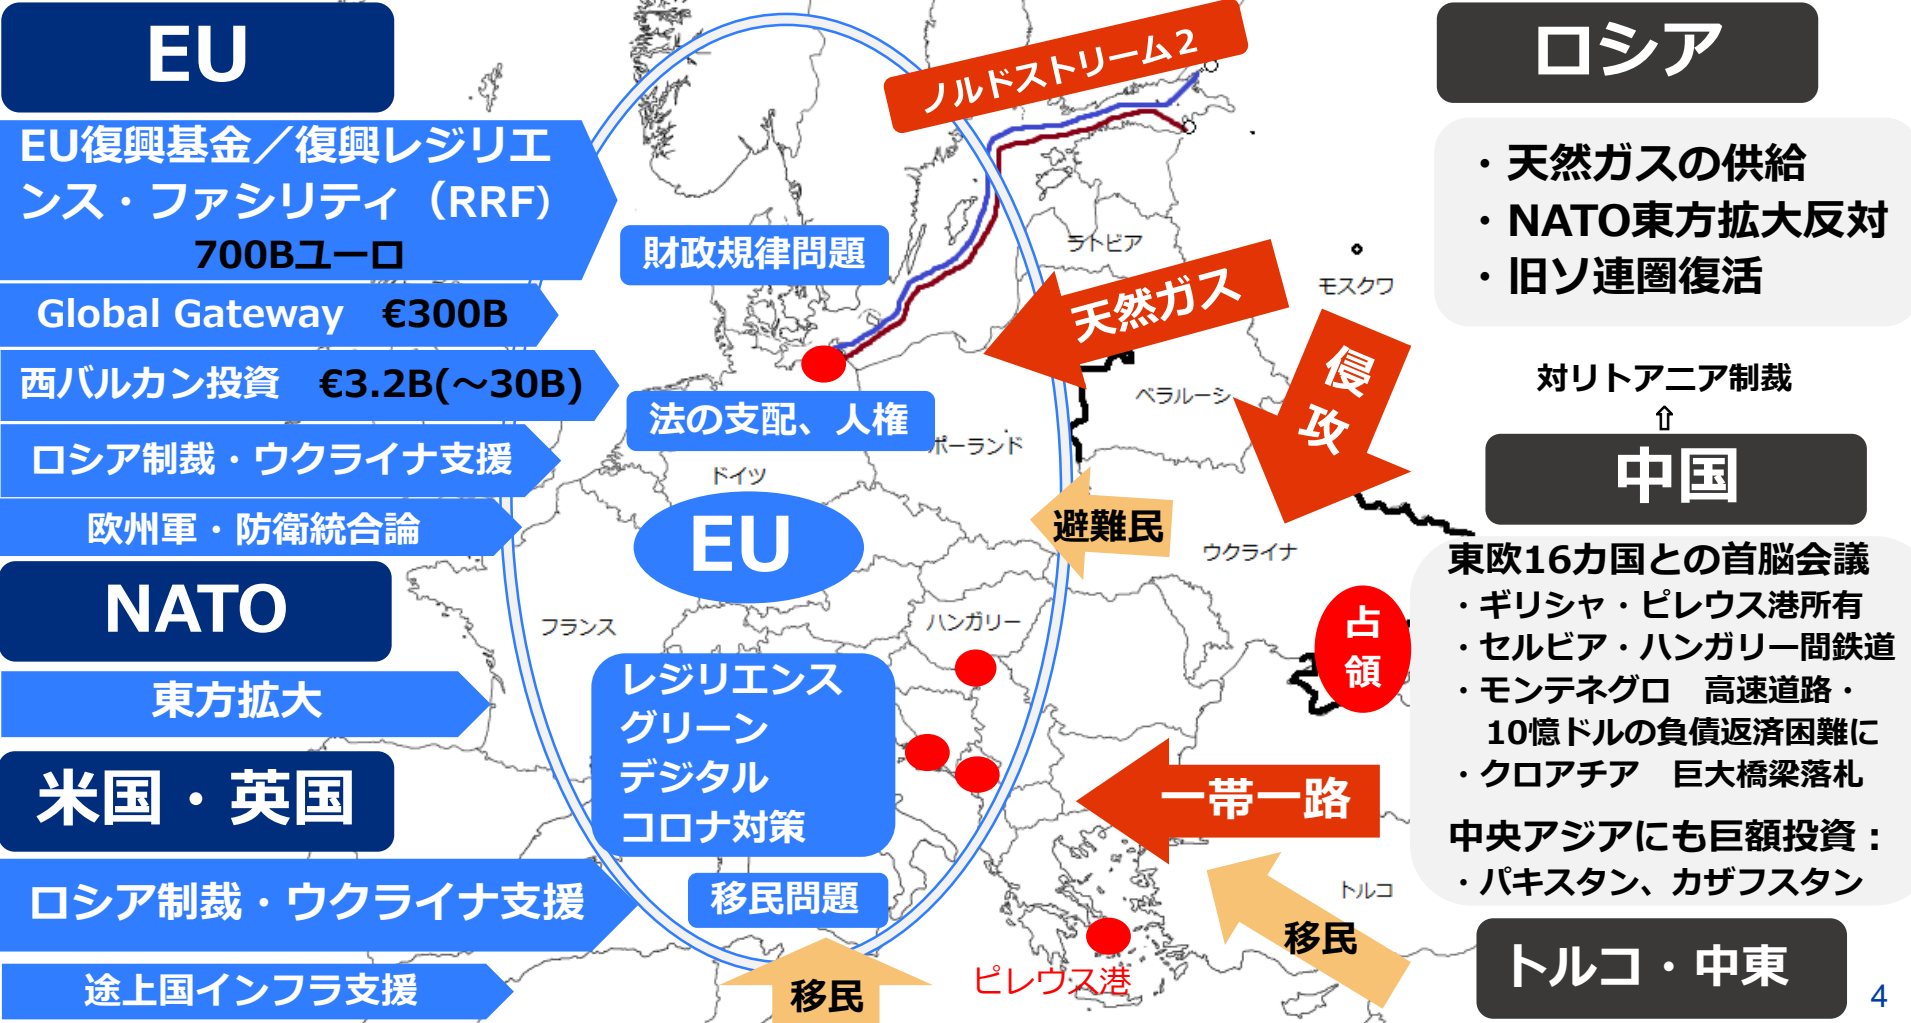 EU
EU復興基金／復興レジリエ
ンス・ファシリティ（RRF）
700Bユーロ
Global Gateway　€300B
西バルカン投資　€3.2B(～30B)
ロシア制裁・ウクライナ支援
欧州軍・防衛統合論
NATO
東方拡大
米国・英国
ロシア制裁・ウクライナ支援
途上国インフラ支援
ノルドストリーム２
財政規律問題
ラトビア
モスクワ
天然ガス
侵
攻
ベラルーシ
法の支配、人権
ポーランド
ドイツ
EU
避難民
ウクライナ
フランス
ハンガリー
占
領
レジリエンス
グリーン
デジタル
コロナ対策
一帯一路
移民問題
トルコ
移民
移民
ピレウス港
ロシア
・天然ガスの供給
・NATO東方拡大反対
・旧ソ連圏復活
対リトアニア制裁
⇧
中国
東欧16カ国との首脳会議
・ギリシャ・ピレウス港所有
・セルビア・ハンガリー間鉄道
・モンテネグロ　高速道路・
10憶ドルの負債返済困難に
・クロアチア　巨大橋梁落札
中央アジアにも巨額投資：
・パキスタン、カザフスタン
トルコ・中東
4